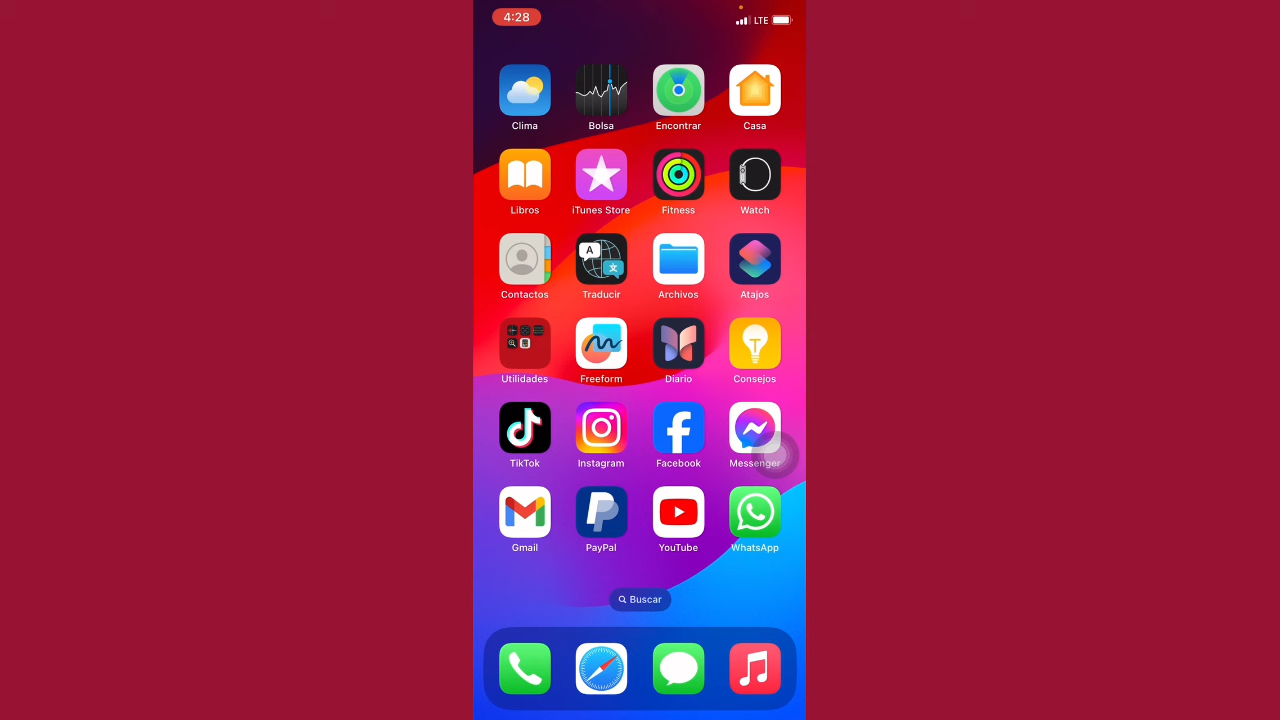 4:28
LTE
Clima
Bolsa
Encontrar
Casa
Libros
iTunes Store
Fitness
Watch
A
文
Contactos
Traducir
Archivos
Atajos
Utilidades
Freeform
Diario
Consejos
TikTok
Instagram
Facebook
Messenger
Gmail
PayPal
YouTube
WhatsApp
Buscar